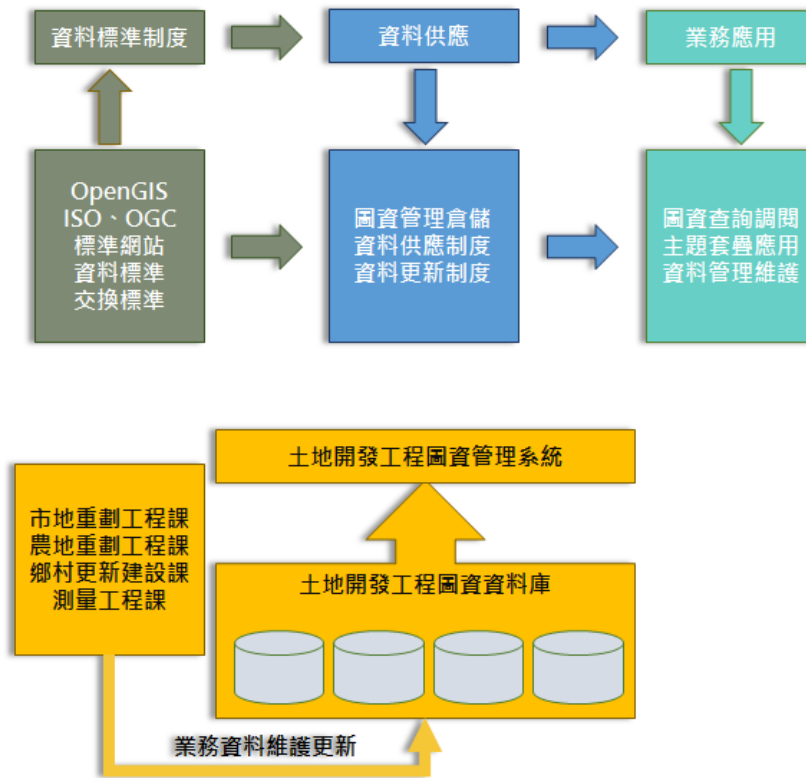 資料標準制度
資料供應
業務應用
OpenGIS
ISO、OGC
標準網站
資料標準
交換標準
圖資管理倉儲
資料供應制度
資料更新制度
圖資查詢調閱
主題套疊應用
資料管理維護
土地開發工程圖資管理系統
市地重劃工程課
農地重劃工程課
鄉村更新建設課
測量工程課
土地開發工程圖資資料庫
業務資料維護更新